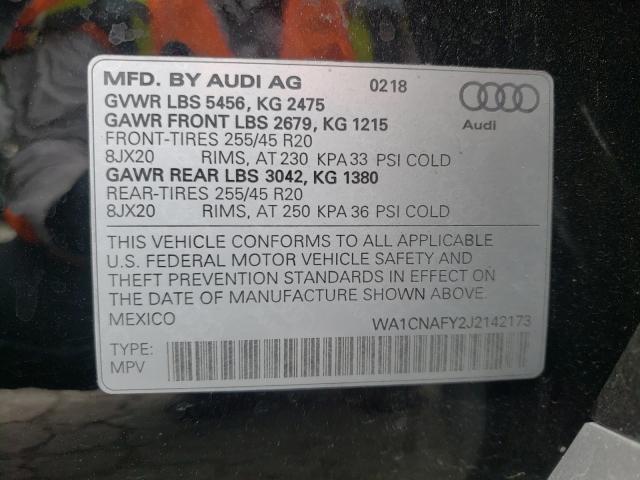 MFD. BY AUDI AG 0218
GVWR LBS 5456, KG 2475
GAWR FRONT LBS 2679, KG 1215
Audi
FRONT-TIRES 255/45 R20
8JX20 RIMS, AT 230 KPA 33 PSI COLD
GAWR REAR LBS 3042, KG 1380
REAR-TIRES 255/45 R20
8JX20 RIMS, AT 250 KPA 36 PSI COLD
THIS VEHICLE CONFORMS TO ALL APPLICABLE
U.S. FEDERAL MOTOR VEHICLE SAFETY AND
THEFT PREVENTION STANDARDS IN EFFECT ON
THE DATE OF MANUFACTURE SHOWN ABOVE.
MEXICO WA1CNAFY2J2142173
TYPE:
MPV